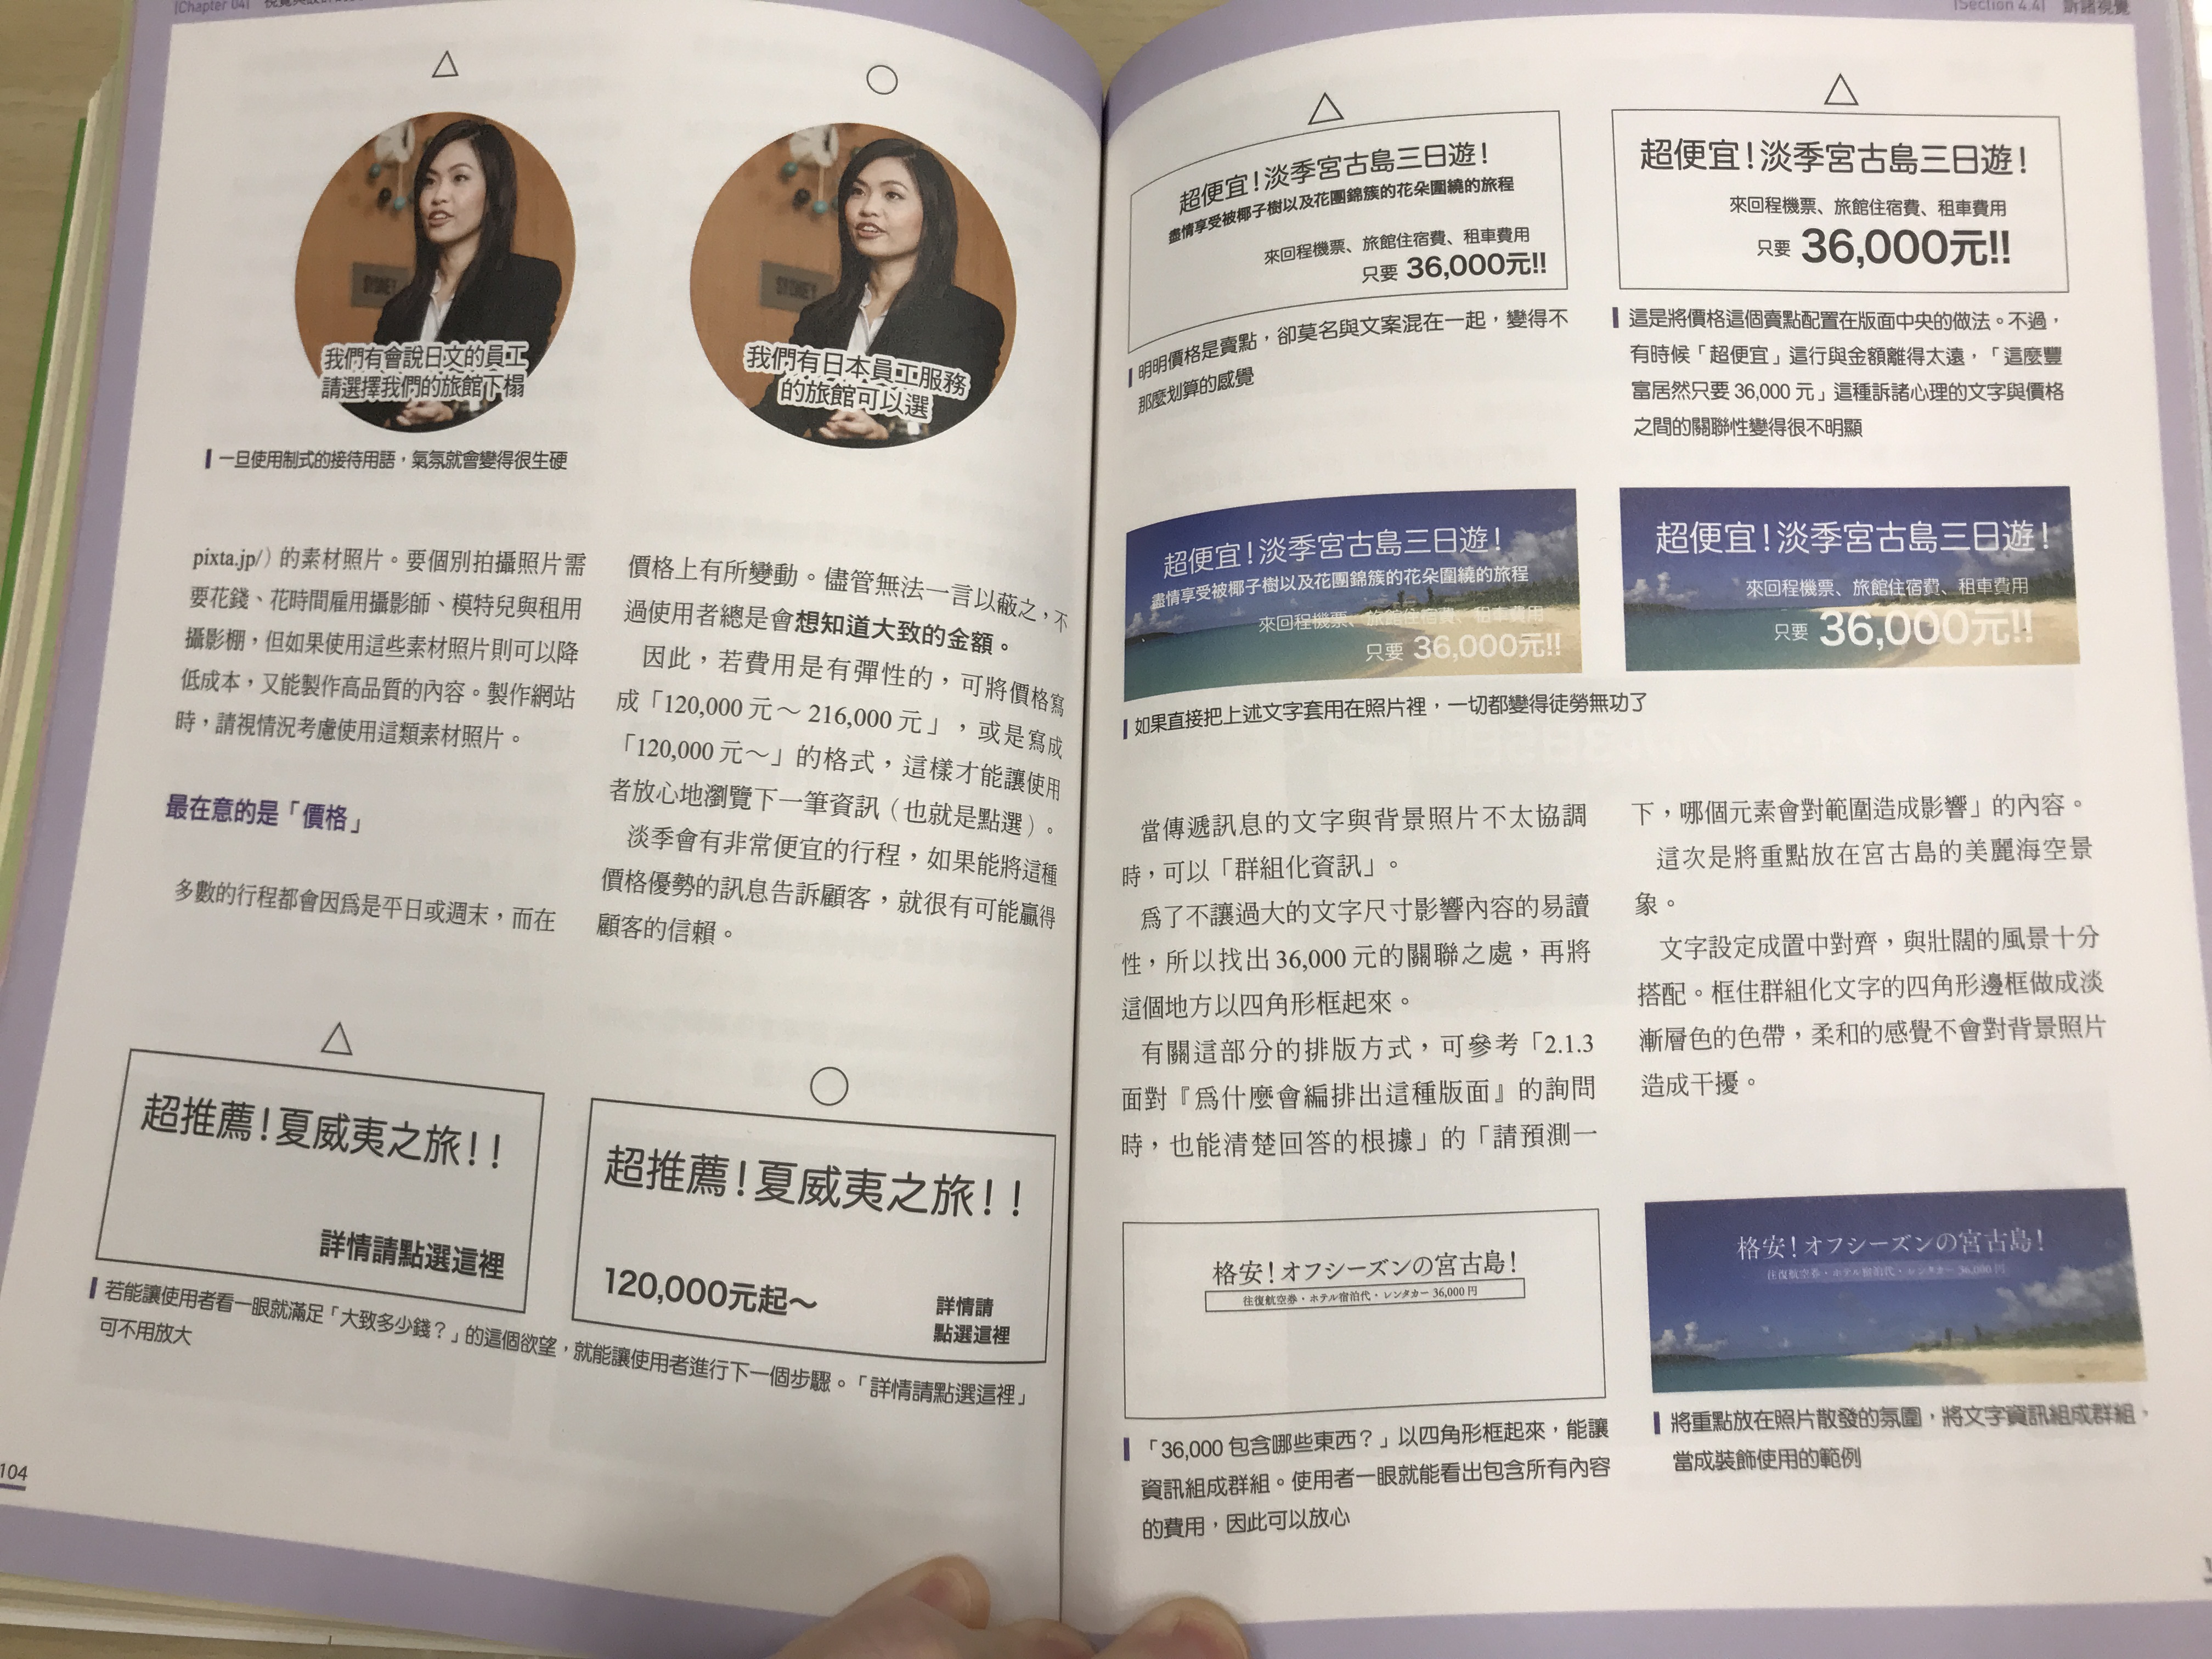 [Chapter 04]
我們有會說日文的員工
請選擇我們的旅館下榻
一旦使用制式的接待用語，氣氛就會變得很生硬
SYDNEY
我們有日本員工服務
的旅館可以選
pixta.jp/）的素材照片。要個別拍攝照片需
要花錢、花時間雇用攝影師、模特兒與租用
攝影棚，但如果使用這些素材照片則可以降
低成本，又能製作高品質的內容。製作網站
時，請視情況考慮使用這類素材照片。
最在意的是「價格」
多數的行程都會因為是平日或週末，而在
價格上有所變動。儘管無法一言以蔽之，不
過使用者總是會想知道大致的金額。
因此，若費用是有彈性的，可將價格寫
成「120,000 元～ 216,000 元」，或是寫成
「120,000 元～」的格式，這樣才能讓使用
者放心地瀏覽下一筆資訊（也就是點選）。
淡季會有非常便宜的行程，如果能將這種
價格優勢的訊息告訴顧客，就很有可能贏得
顧客的信賴。
超推薦!夏威夷之旅!!
詳情請點選這裡
超推薦!夏威夷之旅!!
120,000元起～
詳情請
點選這裡
若能讓使用者看一眼就滿足「大致多少錢？」的這個欲望，就能讓使用者進行下一個步驟。「詳情請點選這裡」
可不用放大
104
[Section 4.4] 訴諸視覺
超便宜!淡季宮古島三日遊!
盡情享受被椰子樹以及花團錦簇的花朵圍繞的旅程
來回程機票、旅館住宿費、租車費用
只要 36,000元!!
明明價格是賣點，卻莫名與文案混在一起，變得不
那麼划算的感覺
超便宜!淡季宮古島三日遊!
來回程機票、旅館住宿費、租車費用
只要 36,000元!!
這是將價格這個賣點配置在版面中央的做法。不過，
有時候「超便宜」這行與金額離得太遠，「這麼豐
富居然只要 36,000 元」這種訴諸心理的文字與價格
之間的關聯性變得很不明顯
超便宜!淡季宮古島三日遊!
盡情享受被椰子樹以及花團錦簇的花朵圍繞的旅程
來回程機票、旅館住宿費、租車費用
只要 36,000元!!
超便宜!淡季宮古島三日遊!
來回程機票、旅館住宿費、租車費用
只要 36,000元!!
如果直接把上述文字套用在照片裡，一切都變得徒勞無功了
當傳遞訊息的文字與背景照片不太協調
時，可以「群組化資訊」。
為了不讓過大的文字尺寸影響內容的易讀
性，所以找出 36,000 元的關聯之處，再將
這個地方以四角形框起來。
有關這部分的排版方式，可參考「2.1.3
面對『為什麼會編排出這種版面』的詢問
時，也能清楚回答的根據」的「請預測一
下，哪個元素會對範圍造成影響」的內容。
這次是將重點放在宮古島的美麗海空景
象。
文字設定成置中對齊，與壯闊的風景十分
搭配。框住群組化文字的四角形邊框做成淡
漸層色的色帶，柔和的感覺不會對背景照片
造成干擾。
格安!オフシーズンの宮古島!
往復航空券・ホテル宿泊代・レンタカー 36,000 円
「36,000 包含哪些東西？」以四角形框起來，能讓
資訊組成群組。使用者一眼就能看出包含所有內容
的費用，因此可以放心
格安!オフシーズンの宮古島!
往復航空券・ホテル宿泊代・レンタカー 36,000 円
將重點放在照片散發的氛圍，將文字資訊組成群組，
當成裝飾使用的範例